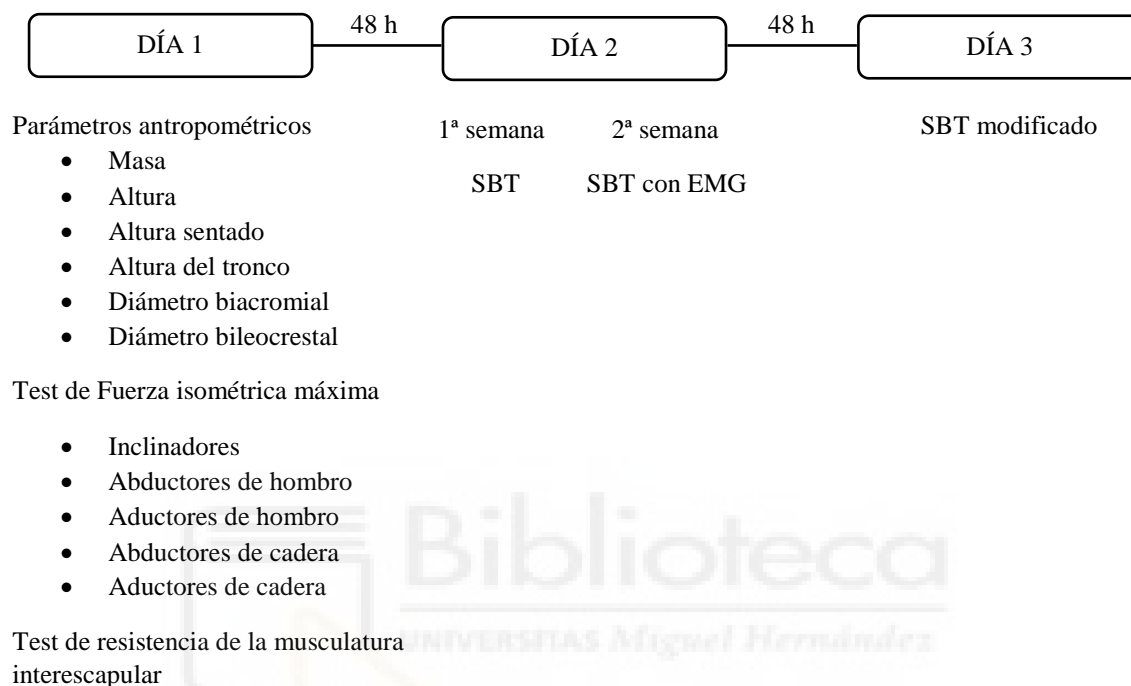 DÍA 1
48 h
DÍA 2
48 h
DÍA 3
Parámetros antropométricos
• Masa
• Altura
• Altura sentado
• Altura del tronco
• Diámetro biacromial
• Diámetro bileocrestal
1ª semana 2ª semana
SBT SBT con EMG
SBT modificado
Test de Fuerza isométrica máxima
• Inclinadores
• Abductores de hombro
• Aductores de hombro
• Abductores de cadera
• Aductores de cadera
Test de resistencia de la musculatura
interescapular
Biblioteca
UNIVERSITAS Miguel Hernández